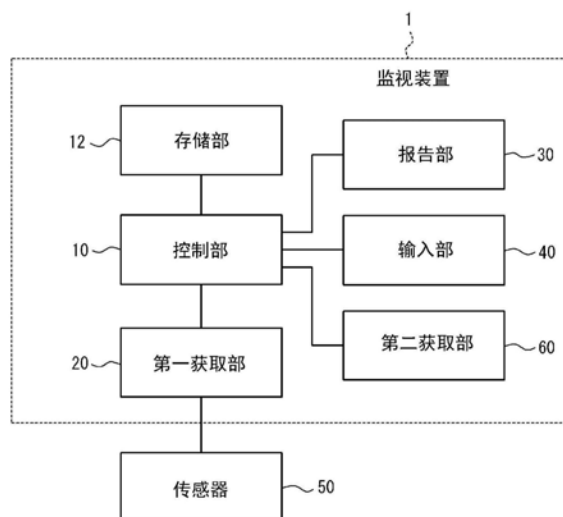 1
监视装置
12
存储部
报告部
30
10
控制部
输入部
40
20
第一获取部
第二获取部
60
传感器
50